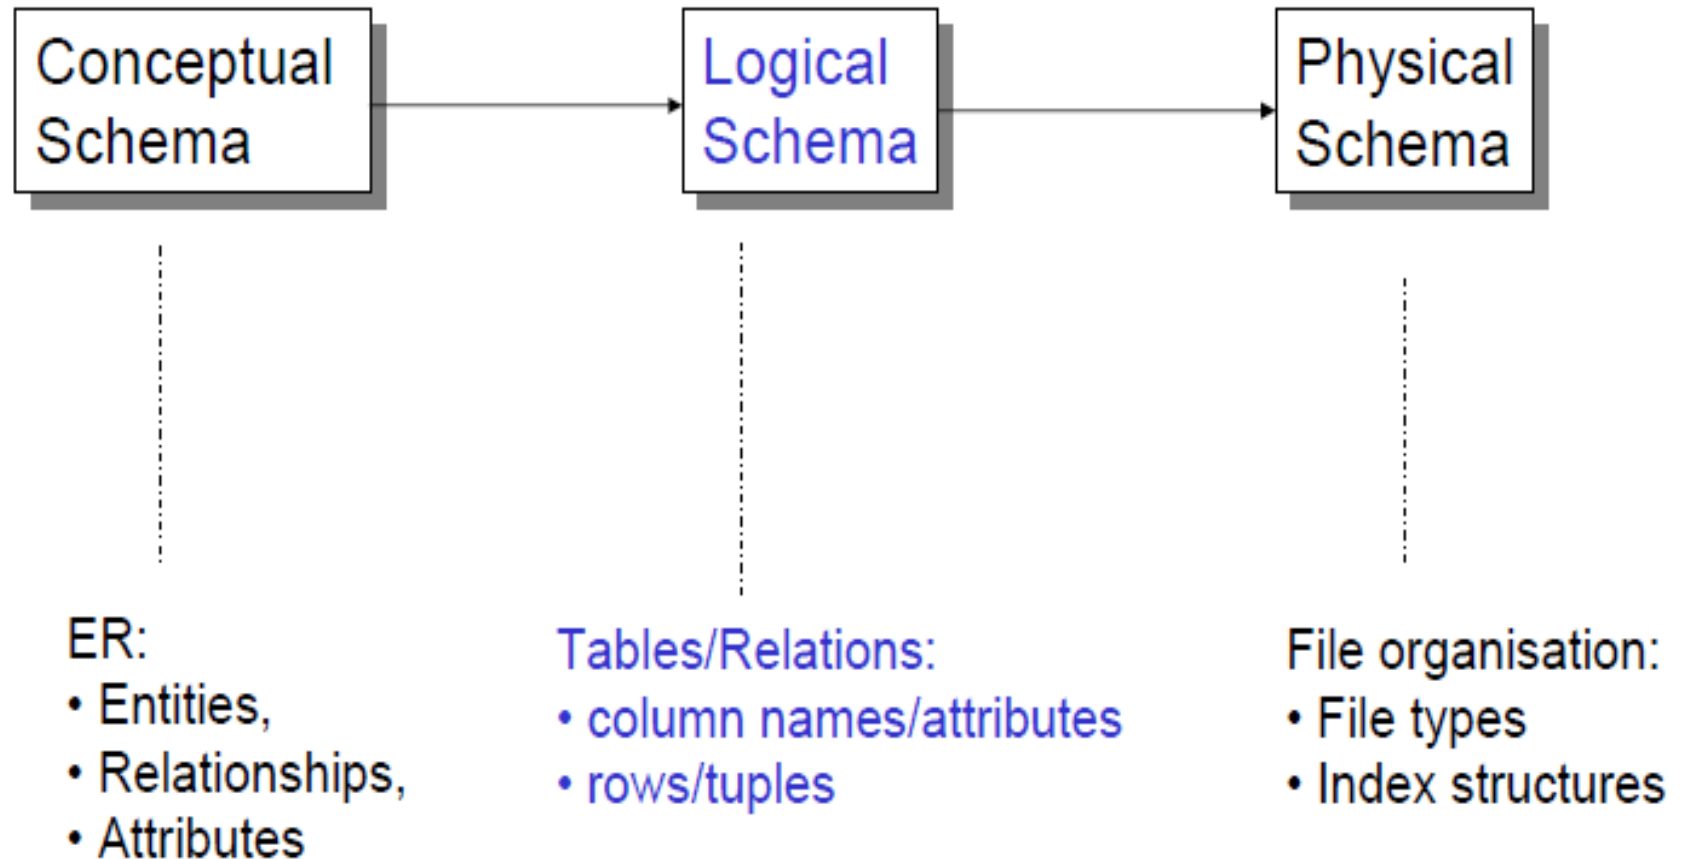 Conceptual
Schema
Logical
Schema
Physical
Schema
ER:
• Entities,
• Relationships,
• Attributes
Tables/Relations:
• column names/attributes
• rows/tuples
File organisation:
• File types
• Index structures